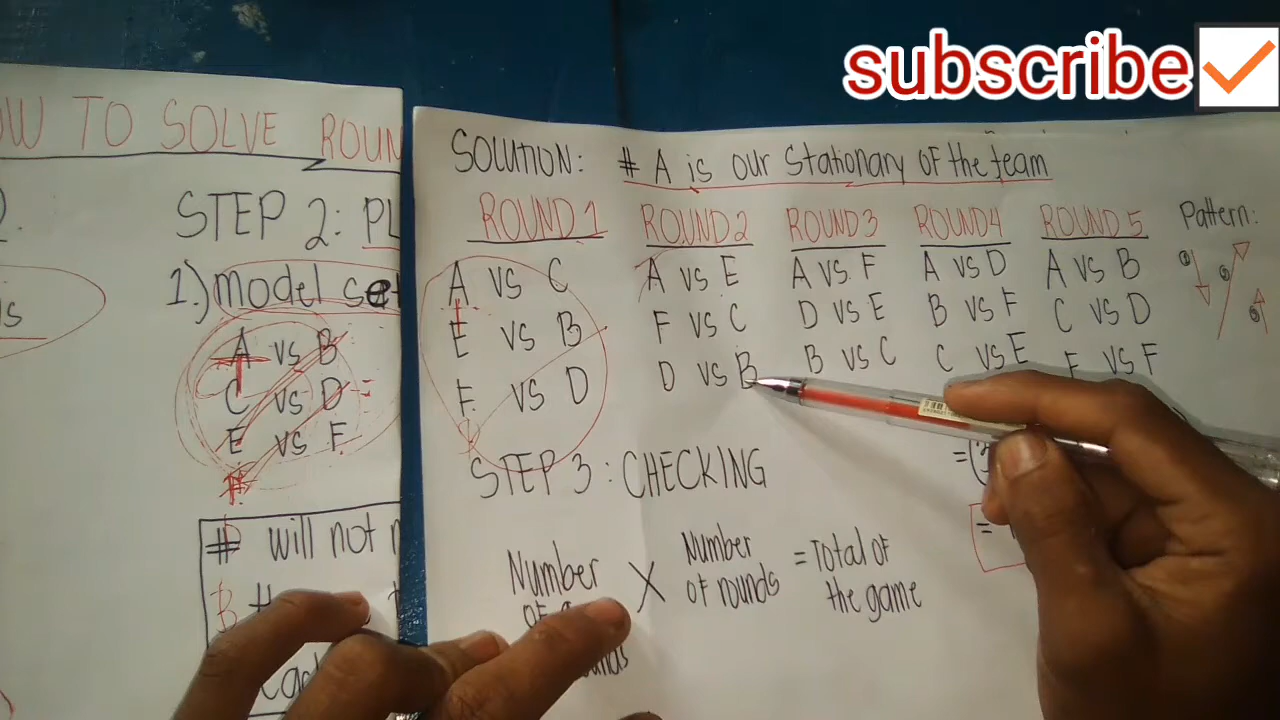 subscribe
OW TO SOLVE ROUN
STEP 2: PL
1.) model set
A vs B
C vs D
E vs F
# will not
B
SOLUTION: # A is our Stationary OF the team
ROUND 1
A vs C
E vs B
F vs D
ROUND 2
A vs E
F vs C
D vs B
ROUND 3
A vs. F
D vs E
B vs C
ROUND 4
A vs D
B vs F
C vs E
ROUND 5
A vs B
C vs D
E vs F
Pattern:
STEP 3: CHECKING
Number
OF
X
Number
OF rounds
= Total OF
the game